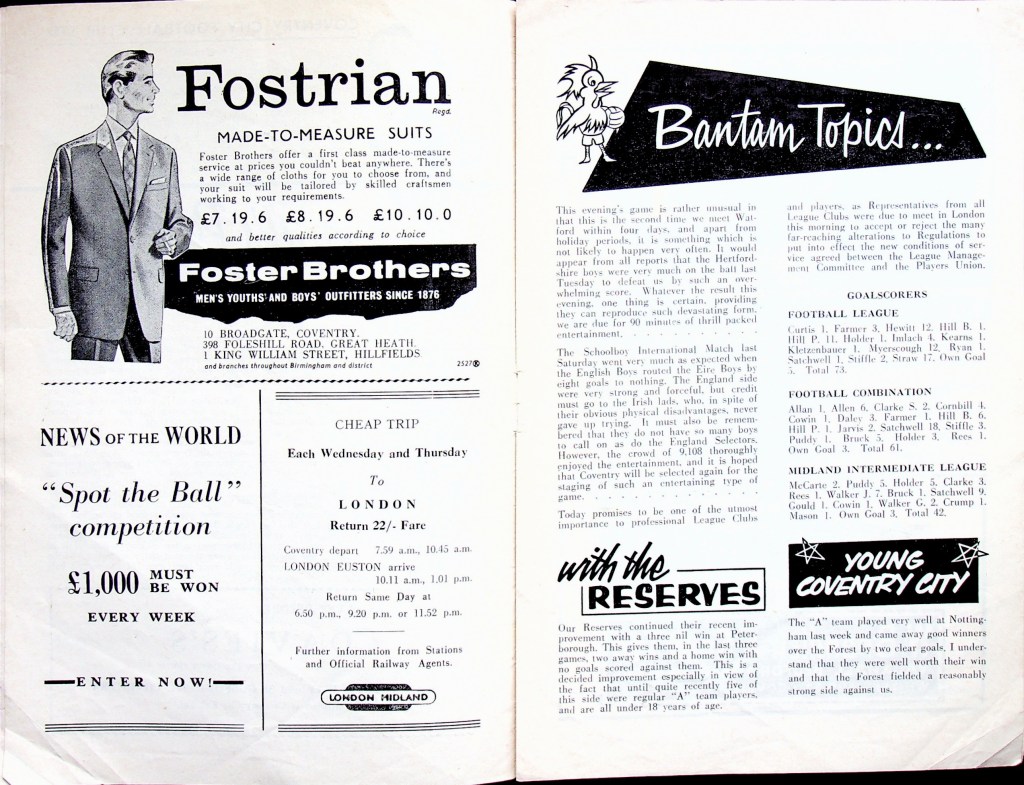 Fostrian
Regd.
MADE-TO-MEASURE SUITS
Foster Brothers offer a first class made-to-measure
service at prices you couldn't beat anywhere. There's
a wide range of cloths for you to choose from, and
your suit will be tailored by skilled craftsmen
working to your requirements.
£7.19.6 £8.19.6 £10.10.0
and better qualities according to choice
Foster Brothers
MEN'S YOUTHS' AND BOYS' OUTFITTERS SINCE 1876
10 BROADGATE, COVENTRY.
398 FOLESHILL ROAD, GREAT HEATH.
1 KING WILLIAM STREET, HILLFIELDS
and branches throughout Birmingham and district
2527®
NEWS OF THE WORLD
"Spot the Ball"
competition
£1,000 MUST
BE WON
EVERY WEEK
ENTER NOW!
CHEAP TRIP
Each Wednesday and Thursday
To
LONDON
Return 22/- Fare
Coventry depart 7.59 a.m., 10.45 a.m.
LONDON EUSTON arrive
10.11 a.m., 1.01 p.m.
Return Same Day at
6.50 p.m., 9.20 p.m. or 11.52 p.m.
Further information from Stations
and Official Railway Agents.
LONDON MIDLAND
Bantam Topics...
This evening's game is rather unusual in
that this is the second time we meet Wat-
ford within four days, and apart from
holiday periods, it is something which is
not likely to happen very often. It would
appear from all reports that the Hertford-
shire boys were very much on the ball last
Tuesday to defeat us by such an over-
whelming score. Whatever the result this
evening, one thing is certain, providing
they can reproduce such devastating form,
we are due for 90 minutes of thrill packed
entertainment. . . . . . . . . . . .
The Schoolboy International Match last
Saturday went very much as expected when
the English Boys routed the Eire Boys by
eight goals to nothing. The England side
were very strong and forceful, but credit
must go to the Irish lads, who, in spite of
their obvious physical disadvantages, never
gave up trying. It must also be remem-
bered that they do not have so many boys
to call on as do the England Selectors.
However, the crowd of 9,108 thoroughly
enjoyed the entertainment, and it is hoped
that Coventry will be selected again for the
staging of such an entertaining type of
game. . . . . . . . . . . . . .
Today promises to be one of the utmost
importance to professional League Clubs
and players, as Representatives from all
League Clubs were due to meet in London
this morning to accept or reject the many
far-reaching alterations to Regulations to
put into effect the new conditions of ser-
vice agreed between the League Manage-
ment Committee and the Players Union.
GOALSCORERS
FOOTBALL LEAGUE
Curtis 1, Farmer 3, Hewitt 12, Hill B. 1,
Hill P. 11, Holder 1, Imlach 4, Kearns 1,
Kletzenbauer 1, Myerscough 12, Ryan 1,
Satchwell 1, Stiffle 2, Straw 17, Own Goal
5. Total 73.
FOOTBALL COMBINATION
Allan 1, Allen 6, Clarke S. 2, Cornbill 4,
Cowin 1, Daley 3, Farmer 1, Hill B. 6,
Hill P. 1, Jarvis 2, Satchwell 18, Stiffle 3,
Puddy 1, Bruck 5, Holder 3, Rees 1,
Own Goal 3, Total 61.
MIDLAND INTERMEDIATE LEAGUE
McCarte 2, Puddy 5, Holder 5, Clarke 3,
Rees 1, Walker J. 7, Bruck 1, Satchwell 9,
Gould 1, Cowin 1, Walker G. 2, Crump 1,
Mason 1, Own Goal 3, Total 42.
with the
RESERVES
Our Reserves continued their recent im-
provement with a three nil win at Peter-
borough. This gives them, in the last three
games, two away wins and a home win with
no goals scored against them. This is a
decided improvement especially in view of
the fact that until quite recently five of
this side were regular "A" team players,
and are all under 18 years of age.
YOUNG
COVENTRY CITY
The "A" team played very well at Notting-
ham last week and came away good winners
over the Forest by two clear goals, I under-
stand that they were well worth their win
and that the Forest fielded a reasonably
strong side against us.